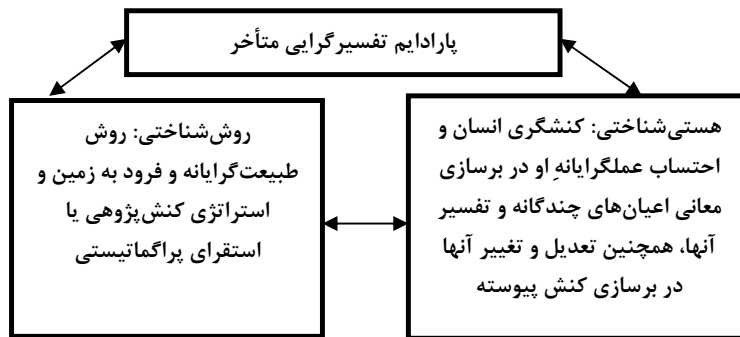 پارادایم تفسیرگرایی متأخر
هستی‌شناختی: کنشگری انسان و
احتساب عملگرایانهِ او در برسازی
معانی اعیان‌های چندگانه و تفسیر
آنها، همچنین تعدیل و تغییر آنها
در برسازی کنش پیوسته
روش‌شناختی: روش
طبیعت‌گرایانه و فرود به زمین و
استراتژی کنش‌پژوهی یا
استقرای پراگماتیستی